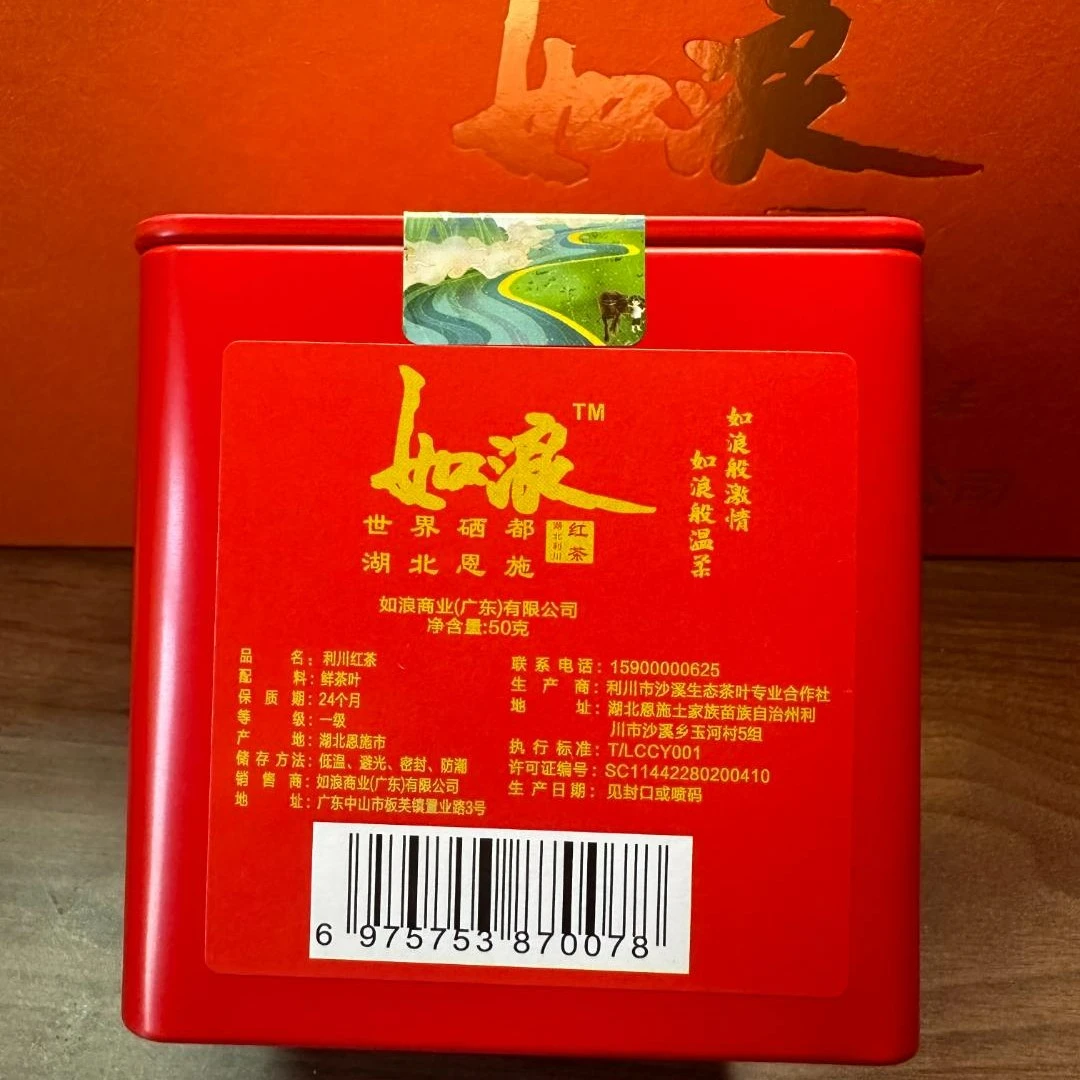 如浪
如浪™
世界硒都
湖北恩施
湖北利川
红茶
如浪般激情
如浪般温柔
如浪商业(广东)有限公司
净含量:50克
品名：利川红茶
配料：鲜茶叶
保质期：24个月
等级：一级
产地：湖北恩施市
储存方法：低温、避光、密封、防潮
销售商：如浪商业(广东)有限公司
地址：广东中山市板芙镇置业路3号
联系电话：15900000625
生产商：利川市沙溪生态茶叶专业合作社
地址：湖北恩施土家族苗族自治州利
川市沙溪乡玉河村5组
执行标准：T/LCCY001
许可证编号：SC11442280200410
生产日期：见封口或喷码
6 975753 870078